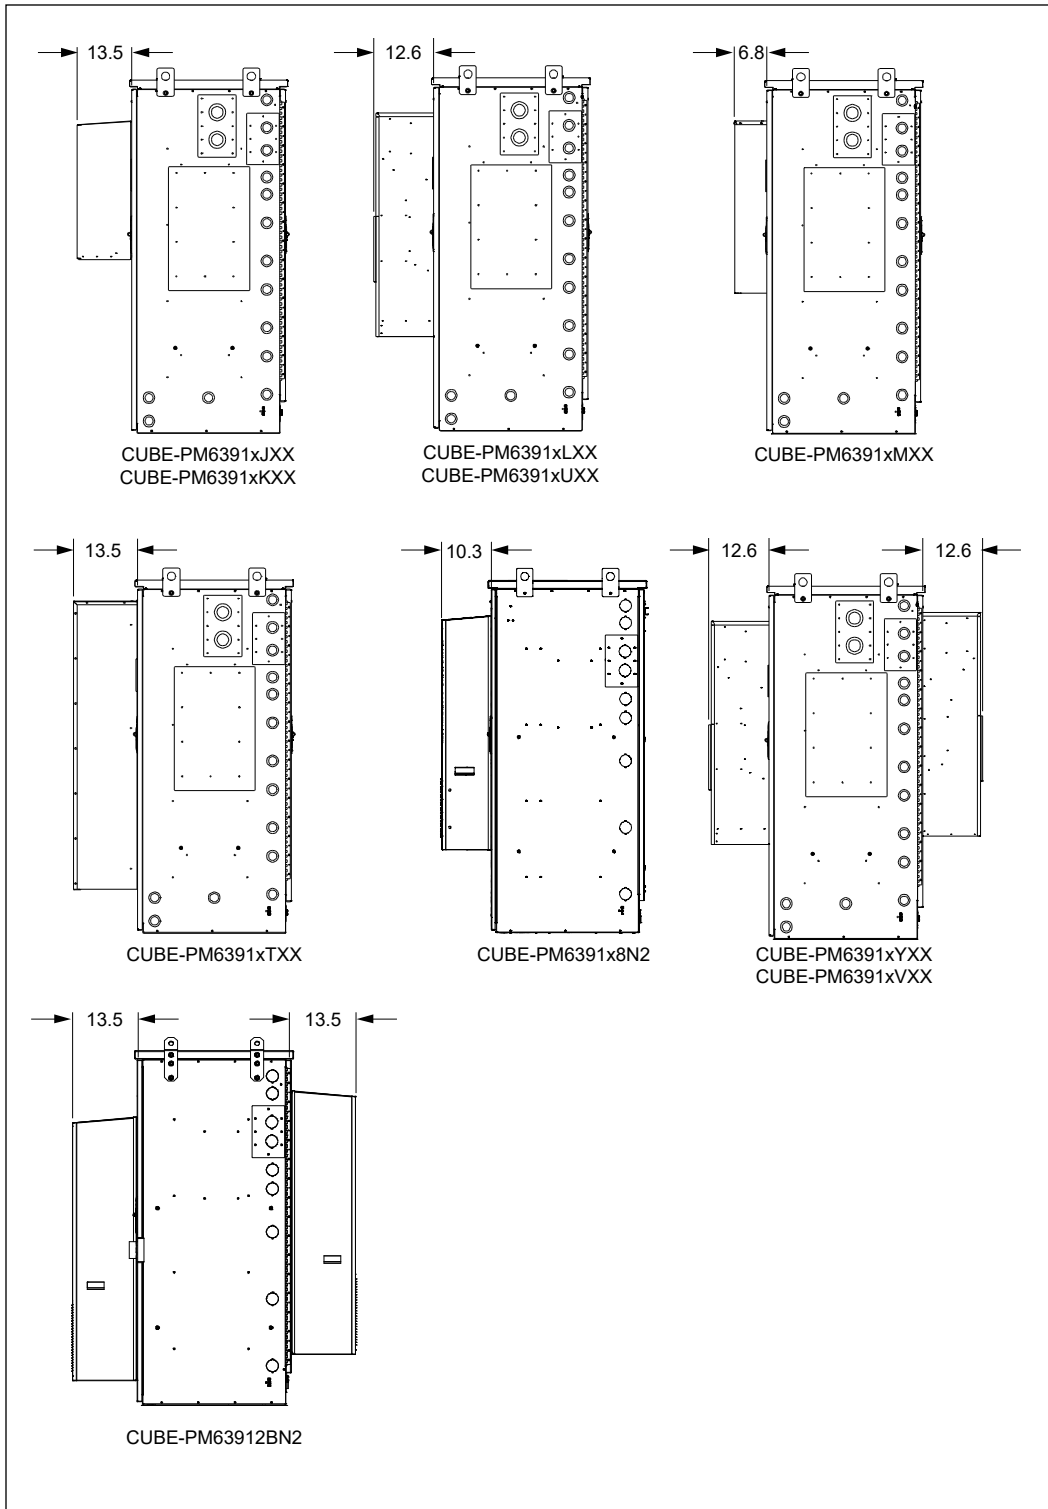 13.5
12.6
6.8
CUBE-PM6391xJXX
CUBE-PM6391xKXX
CUBE-PM6391xLXX
CUBE-PM6391xUXX
CUBE-PM6391xMXX
13.5
10.3
12.6
12.6
CUBE-PM6391xTXX
CUBE-PM6391x8N2
CUBE-PM6391xYXX
CUBE-PM6391xVXX
13.5
13.5
CUBE-PM63912BN2